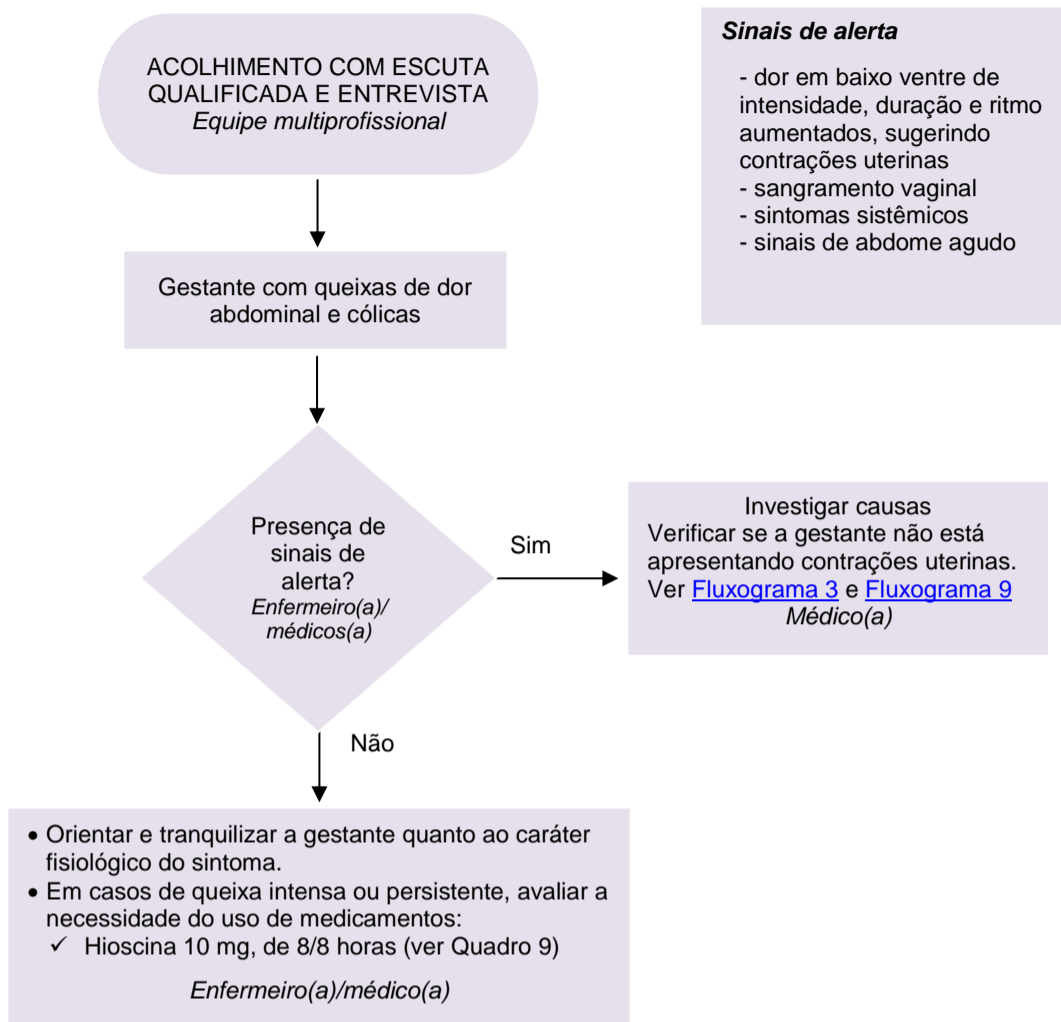 ACOLHIMENTO COM ESCUTA
QUALIFICADA E ENTREVISTA
Equipe multiprofissional
Sinais de alerta
- dor em baixo ventre de
intensidade, duração e ritmo
aumentados, sugerindo
contrações uterinas
- sangramento vaginal
- sintomas sistêmicos
- sinais de abdome agudo
Gestante com queixas de dor
abdominal e cólicas
Presença de
sinais de
alerta?
Enfermeiro(a)/
médicos(a)
Sim
Investigar causas
Verificar se a gestante não está
apresentando contrações uterinas.
Ver Fluxograma 3 e Fluxograma 9
Médico(a)
Não
• Orientar e tranquilizar a gestante quanto ao caráter
fisiológico do sintoma.
• Em casos de queixa intensa ou persistente, avaliar a
necessidade do uso de medicamentos:
✓ Hioscina 10 mg, de 8/8 horas (ver Quadro 9)
Enfermeiro(a)/médico(a)